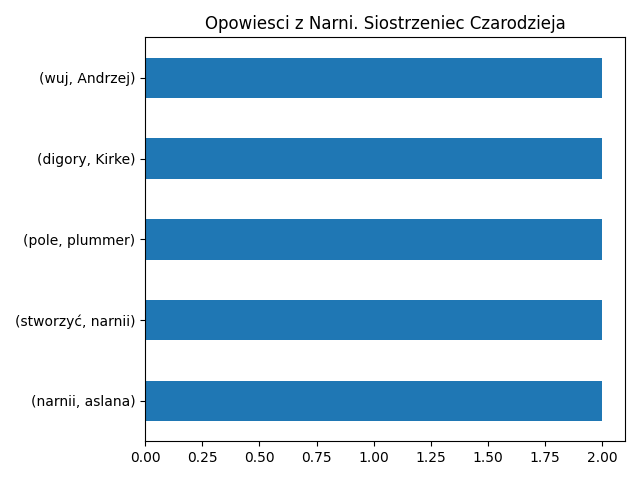 Opowiesci z Narni. Siostrzeniec Czarodzieja
(wuj, Andrzej)
(digory, Kirke)
(pole, plummer)
(stworzyć, narnii)
(narnii, aslana)
0.00 0.25 0.50 0.75 1.00 1.25 1.50 1.75 2.00